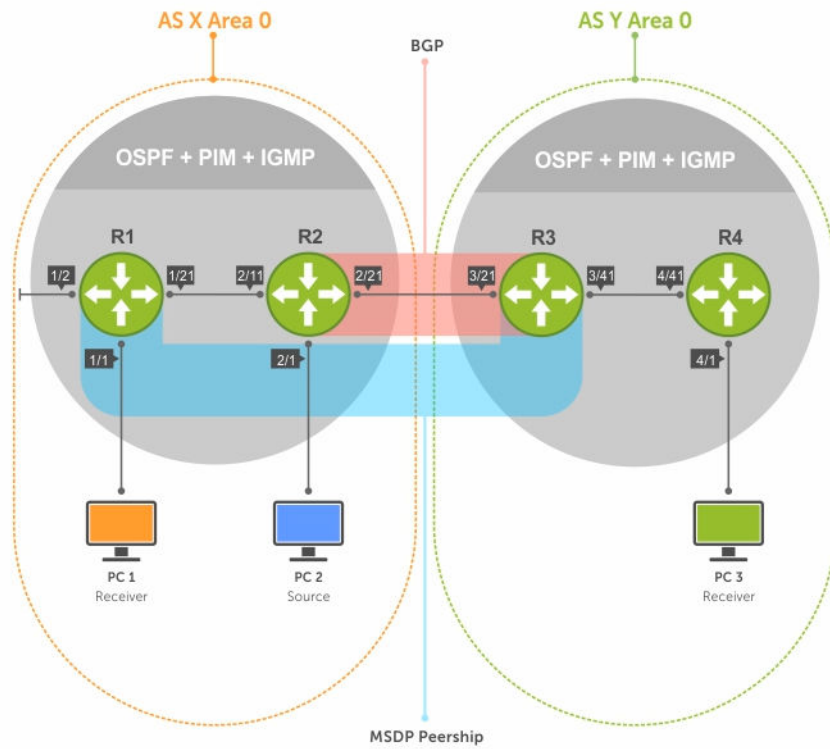 AS X Area 0
BGP
AS Y Area 0
OSPF + PIM + IGMP
OSPF + PIM + IGMP
R1
R2
R3
R4
1/2
1/21
2/11
2/21
3/21
3/41
4/41
1/1
2/1
4/1
PC 1
Receiver
PC 2
Source
PC 3
Receiver
MSDP Peership